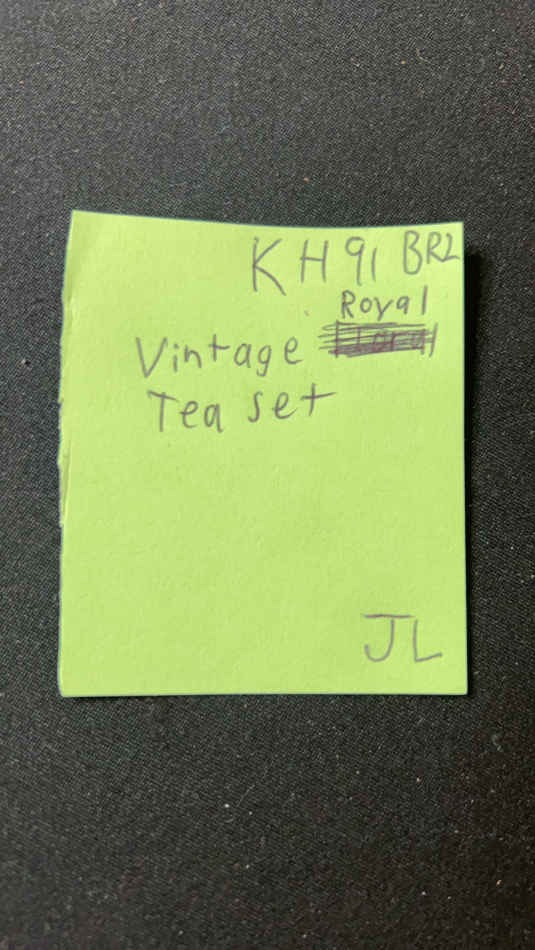 KH91 BR2
Royal
Vintage Floral
Tea set
JL